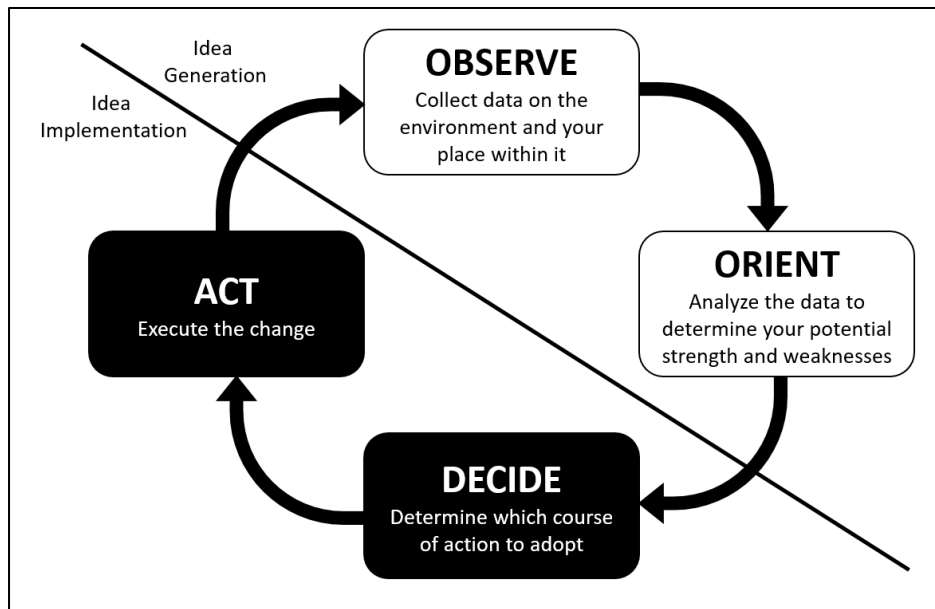 Idea
Generation
Idea
Implementation
OBSERVE
Collect data on the
environment and your
place within it
ORIENT
Analyze the data to
determine your potential
strength and weaknesses
DECIDE
Determine which course
of action to adopt
ACT
Execute the change